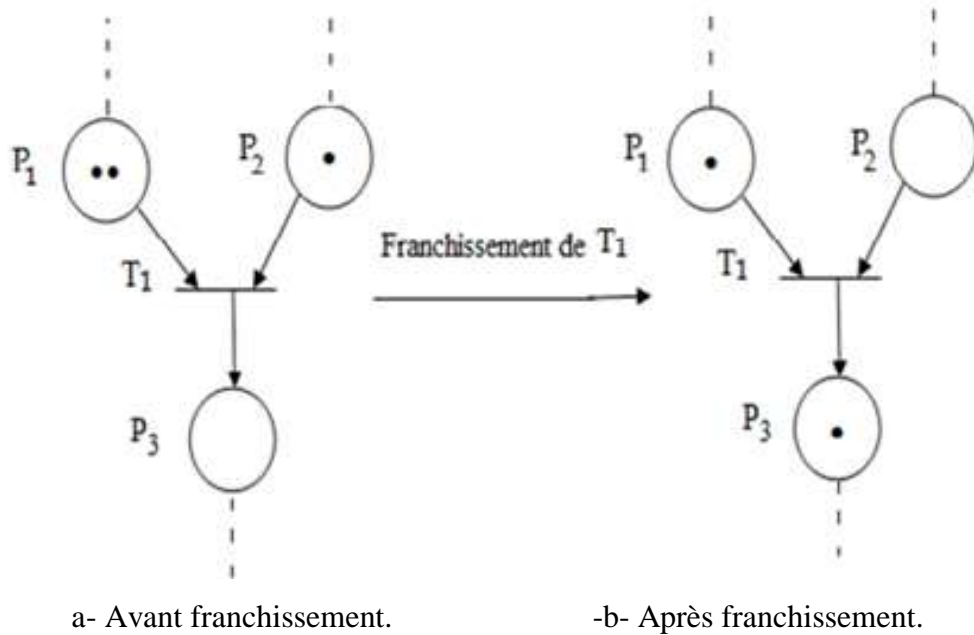 P₁
P₂
T₁
P₃
Franchissement de T₁
P₁
P₂
T₁
P₃
a- Avant franchissement.
-b- Après franchissement.